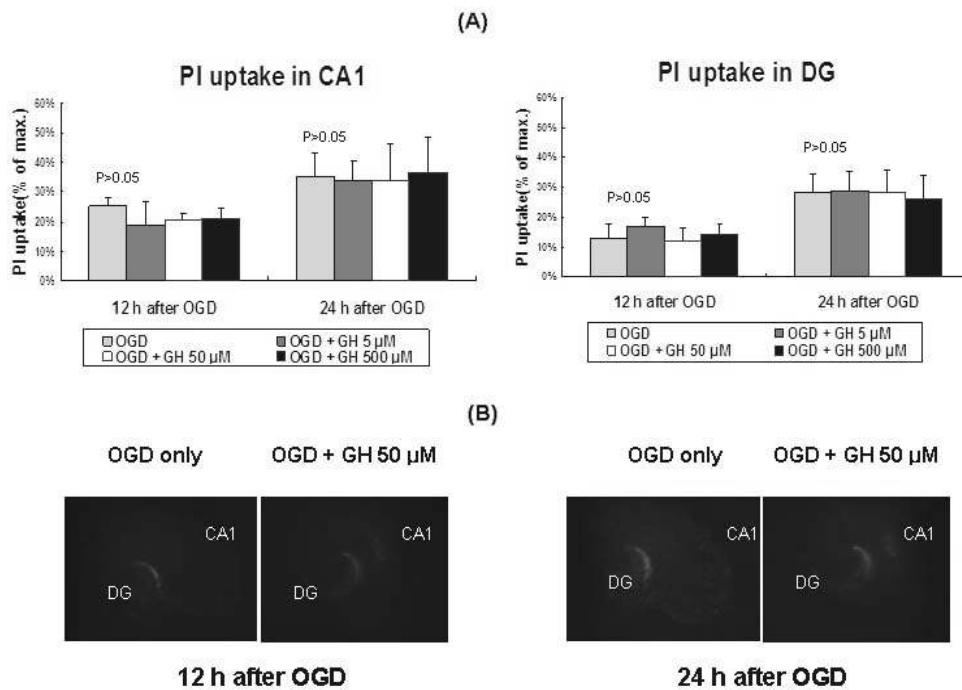 (A)
PI uptake in CA1
PI uptake(% of max.)
60%
50%
40%
30%
20%
10%
0%
P>0.05
P>0.05
12 h after OGD
24 h after OGD
OGD
OGD + GH 5 μM
OGD + GH 50 μM
OGD + GH 500 μM
PI uptake in DG
PI uptake(% of max.)
60%
50%
40%
30%
20%
10%
0%
P>0.05
P>0.05
12 h after OGD
24 h after OGD
OGD
OGD + GH 5 μM
OGD + GH 50 μM
OGD + GH 500 μM
(B)
OGD only
OGD + GH 50 μM
OGD only
OGD + GH 50 μM
CA1
DG
CA1
DG
CA1
DG
CA1
DG
12 h after OGD
24 h after OGD